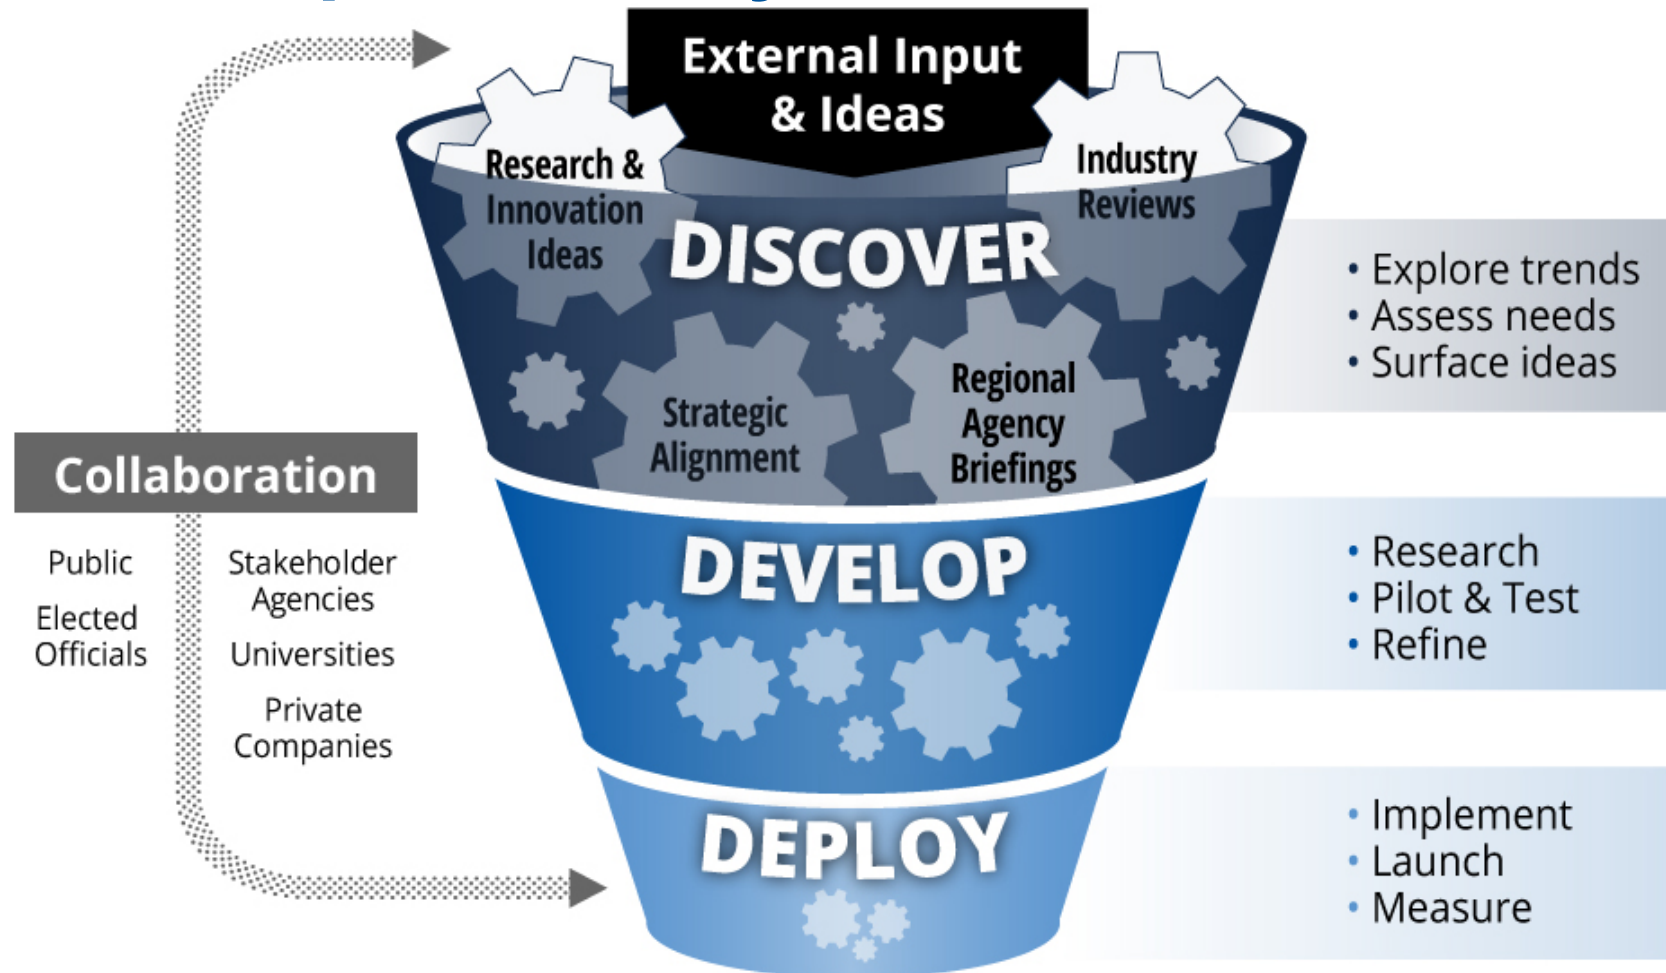 External Input
& Ideas
Research &
Innovation
Ideas
Industry
Reviews
DISCOVER
Strategic
Alignment
Regional
Agency
Briefings
• Explore trends
• Assess needs
• Surface ideas
Collaboration
Public
Elected
Officials
Stakeholder
Agencies
Universities
Private
Companies
DEVELOP
• Research
• Pilot & Test
• Refine
DEPLOY
• Implement
• Launch
• Measure